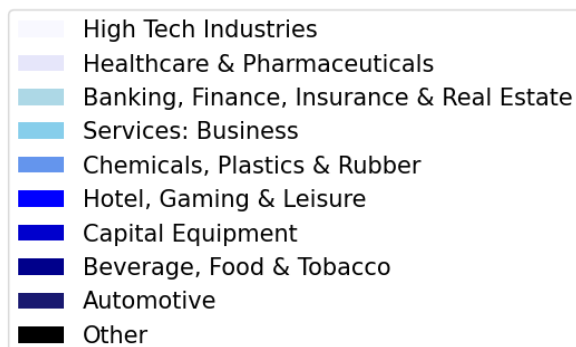 High Tech Industries
Healthcare & Pharmaceuticals
Banking, Finance, Insurance & Real Estate
Services: Business
Chemicals, Plastics & Rubber
Hotel, Gaming & Leisure
Capital Equipment
Beverage, Food & Tobacco
Automotive
Other